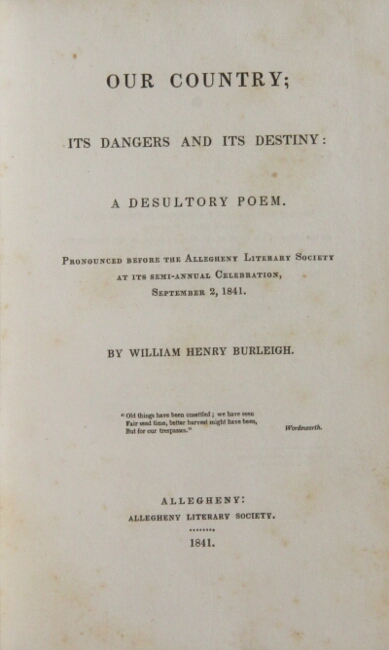 OUR COUNTRY;
ITS DANGERS AND ITS DESTINY:
A DESULTORY POEM.
PRONOUNCED BEFORE THE ALLEGHENY LITERARY SOCIETY
AT ITS SEMI-ANNUAL CELEBRATION,
SEPTEMBER 2, 1841.
BY WILLIAM HENRY BURLEIGH.
"Old things have been unsettled; we have seen
Fair seed time, better harvest might have been,
But for our trespasses." Wordsworth.
ALLEGHENY:
ALLEGHENY LITERARY SOCIETY.
........
1841.